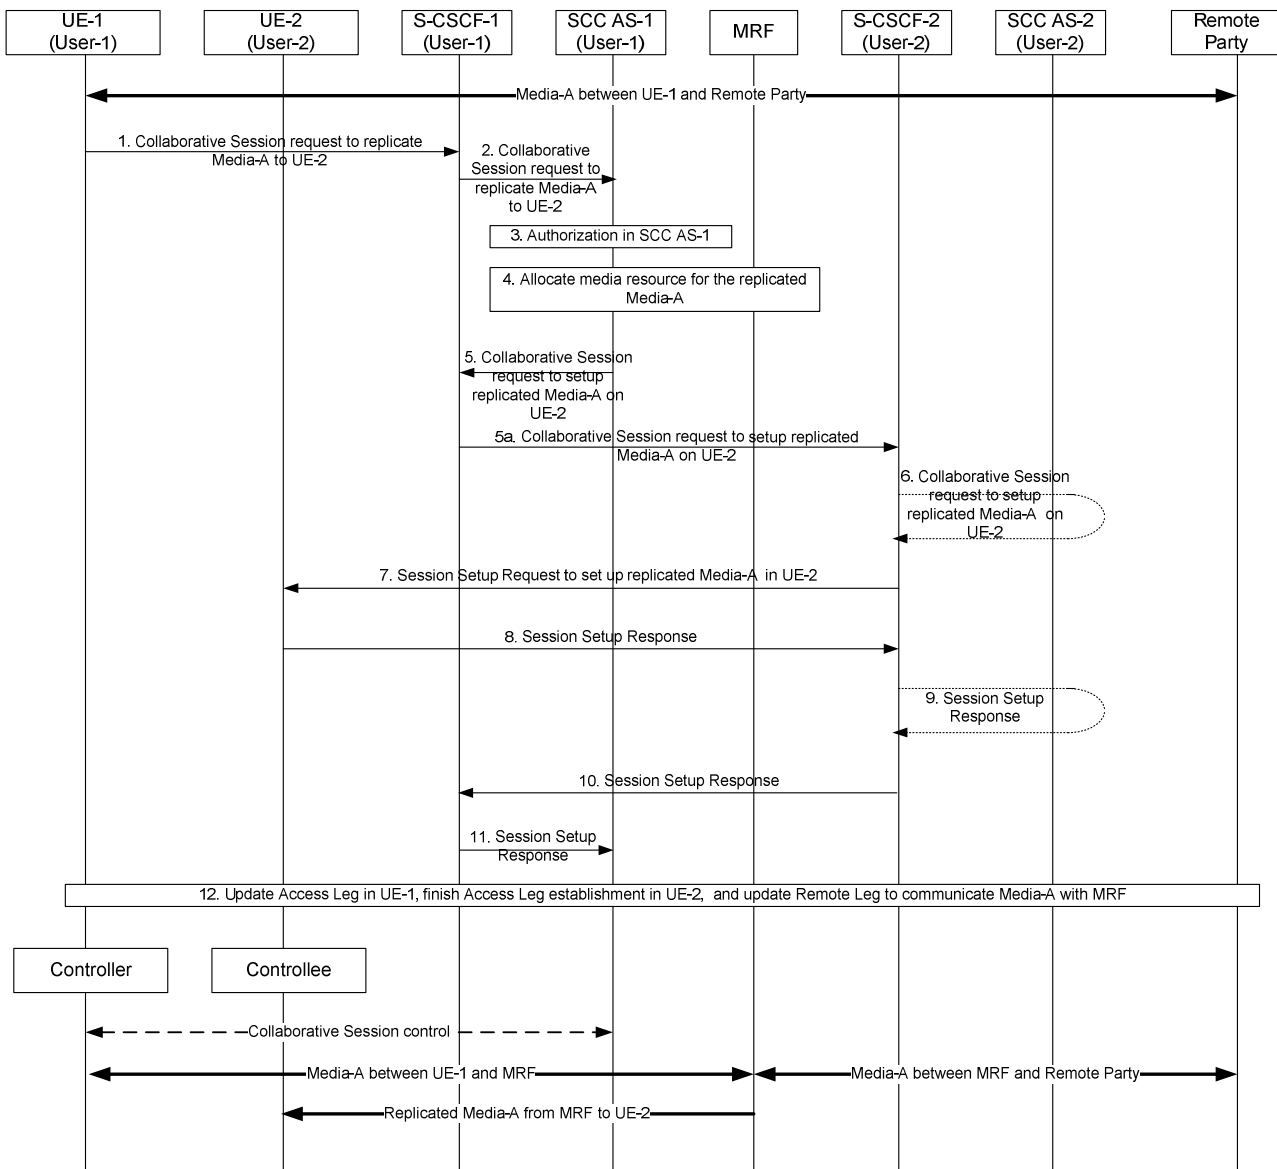 UE-1
(User-1)
UE-2
(User-2)
S-CSCF-1
(User-1)
SCC AS-1
(User-1)
MRF
S-CSCF-2
(User-2)
SCC AS-2
(User-2)
Remote
Party
Media-A between UE-1 and Remote Party
1. Collaborative Session request to replicate
Media-A to UE-2
2. Collaborative
Session request to
replicate Media-A
to UE-2
3. Authorization in SCC AS-1
4. Allocate media resource for the replicated
Media-A
5. Collaborative Session
request to setup
replicated Media-A on
UE-2
5a. Collaborative Session request to setup replicated
Media-A on UE-2
6. Collaborative Session
request to setup
replicated Media-A on
UE-2
7. Session Setup Request to set up replicated Media-A in UE-2
8. Session Setup Response
9. Session Setup
Response
10. Session Setup Response
11. Session Setup
Response
12. Update Access Leg in UE-1, finish Access Leg establishment in UE-2, and update Remote Leg to communicate Media-A with MRF
Controller
Controllee
Collaborative Session control
Media-A between UE-1 and MRF
Media-A between MRF and Remote Party
Replicated Media-A from MRF to UE-2